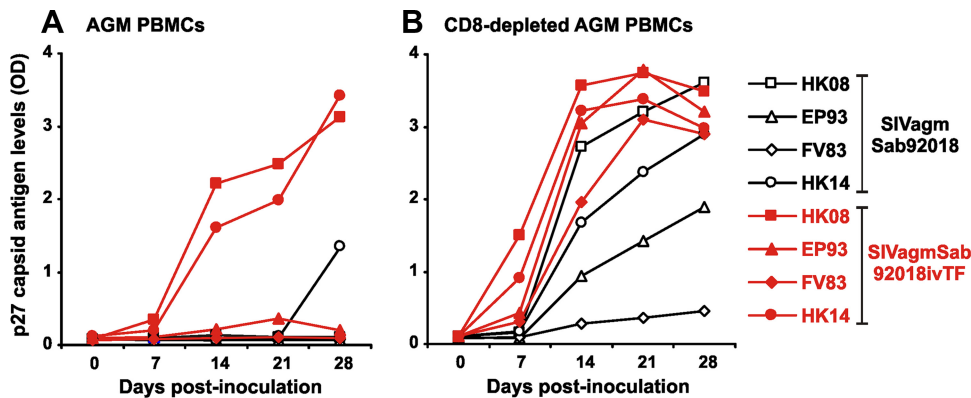 A AGM PBMCs
B CD8-depleted AGM PBMCs
p27 capsid antigen levels (OD)
4
3
2
1
0
0 7 14 21 28
Days post-inoculation
4
3
2
1
0
0 7 14 21 28
Days post-inoculation
HK08
EP93
FV83
HK14
SIVagm
Sab92018
HK08
EP93
FV83
HK14
SIVagmSab
92018ivTF